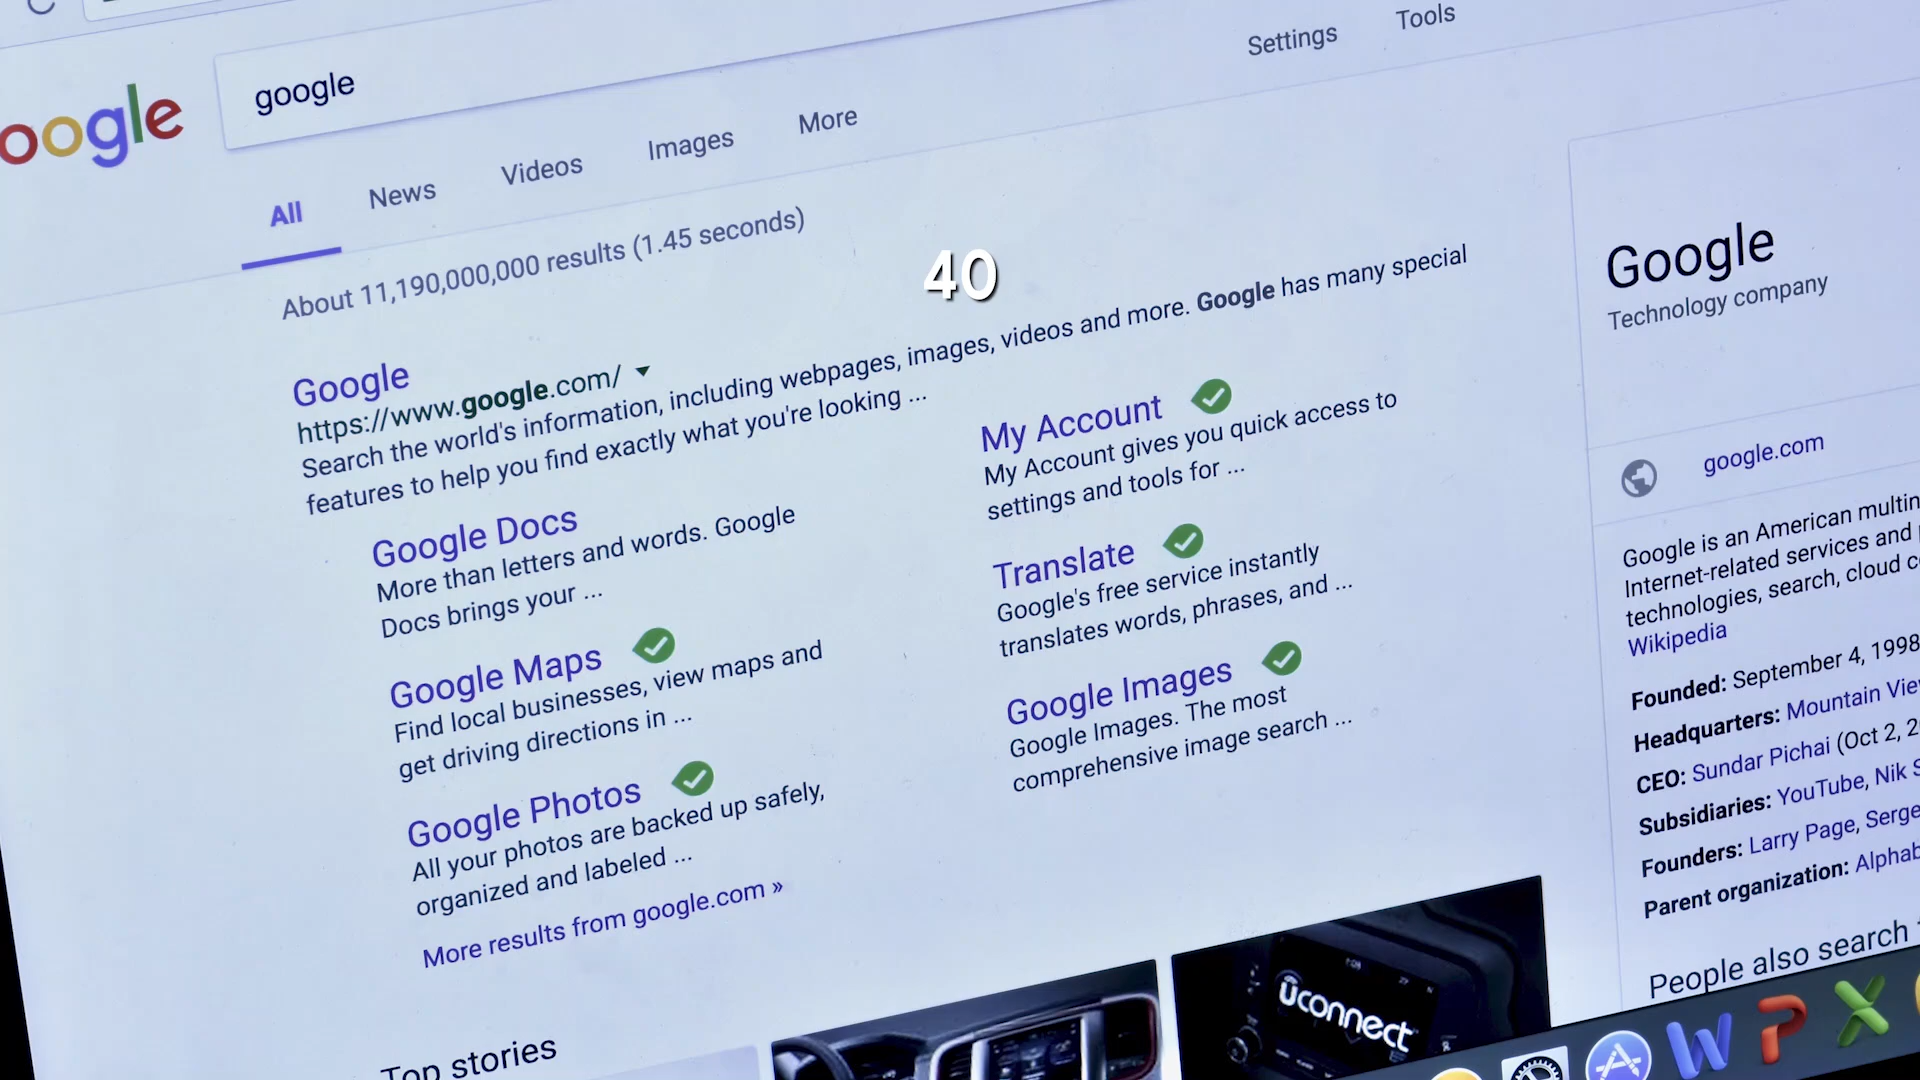 oogle
google
Settings
Tools
All
News
Videos
Images
More
About 11,190,000,000 results (1.45 seconds)
40
Google
https://www.google.com/
Search the world's information, including webpages, images, videos and more. Google has many special
features to help you find exactly what you're looking ...
Google Docs
More than letters and words. Google
Docs brings your ...
Google Maps
Find local businesses, view maps and
get driving directions in ...
Google Photos
All your photos are backed up safely,
organized and labeled ...
More results from google.com »
My Account
My Account gives you quick access to
settings and tools for ...
Translate
Google's free service instantly
translates words, phrases, and ...
Google Images
Google Images. The most
comprehensive image search ...
Top stories
uconnect
Google
Technology company
google.com
Google is an American multin
Internet-related services and
technologies, search, cloud c
Wikipedia
Founded: September 4, 1998
Headquarters: Mountain Vie
CEO: Sundar Pichai (Oct 2, 2
Subsidiaries: YouTube, Nik S
Founders: Larry Page, Serge
Parent organization: Alphab
People also search